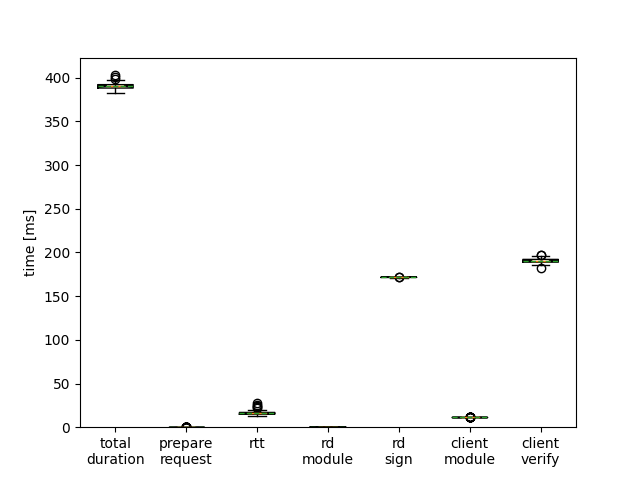 400
350
300
250
200
150
100
50
0
time [ms]
total duration
prepare request
rtt
rd module
rd sign
client module
client verify